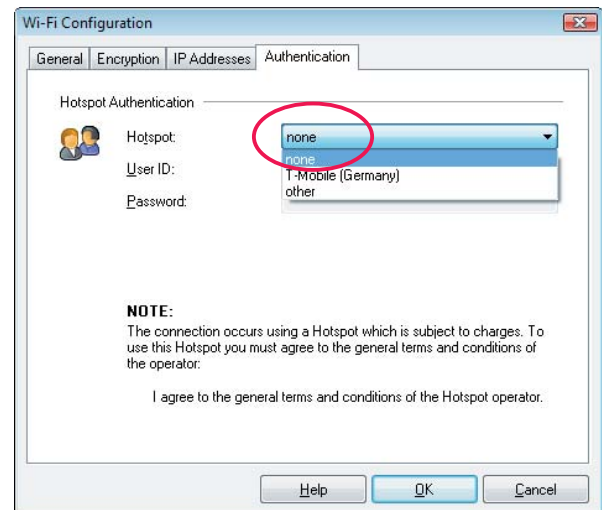 Wi-Fi Configuration
General Encryption IP Addresses Authentication
Hotspot Authentication
Hotspot: none
none
User ID: T-Mobile (Germany)
other
Password:
NOTE:
The connection occurs using a Hotspot which is subject to charges. To
use this Hotspot you must agree to the general terms and conditions of
the operator:
I agree to the general terms and conditions of the Hotspot operator.
Help OK Cancel